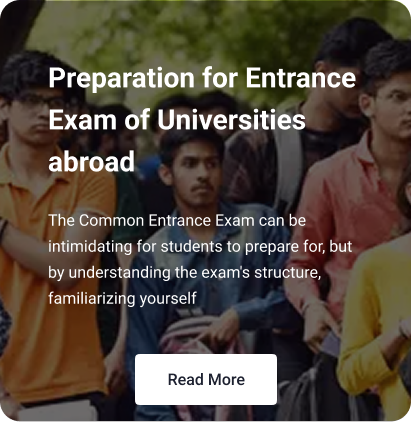 Preparation for Entrance
Exam of Universities
abroad
The Common Entrance Exam can be
intimidating for students to prepare for, but
by understanding the exam's structure,
familiarizing yourself
Read More